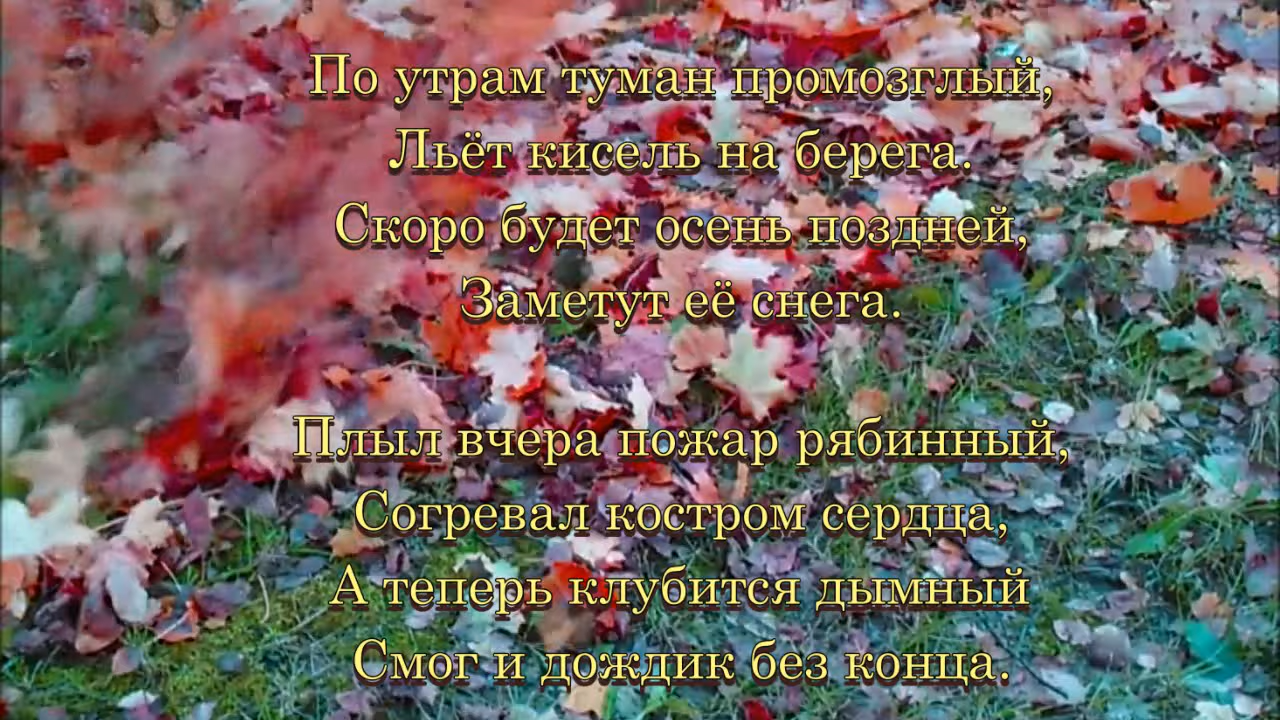 По утрам туман промозглый,
Льёт кисель на берега.
Скоро будет осень поздней,
Заметут её снега.
Плыл вчера пожар рябинный,
Согревал костром сердца,
А теперь клубится дымный
Смог и дождик без конца.